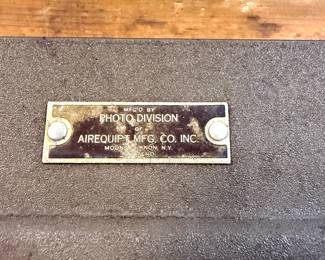 MFG'D BY
PHOTO DIVISION
OF
AIREQUIPT MFG. CO. INC.
N.Y.